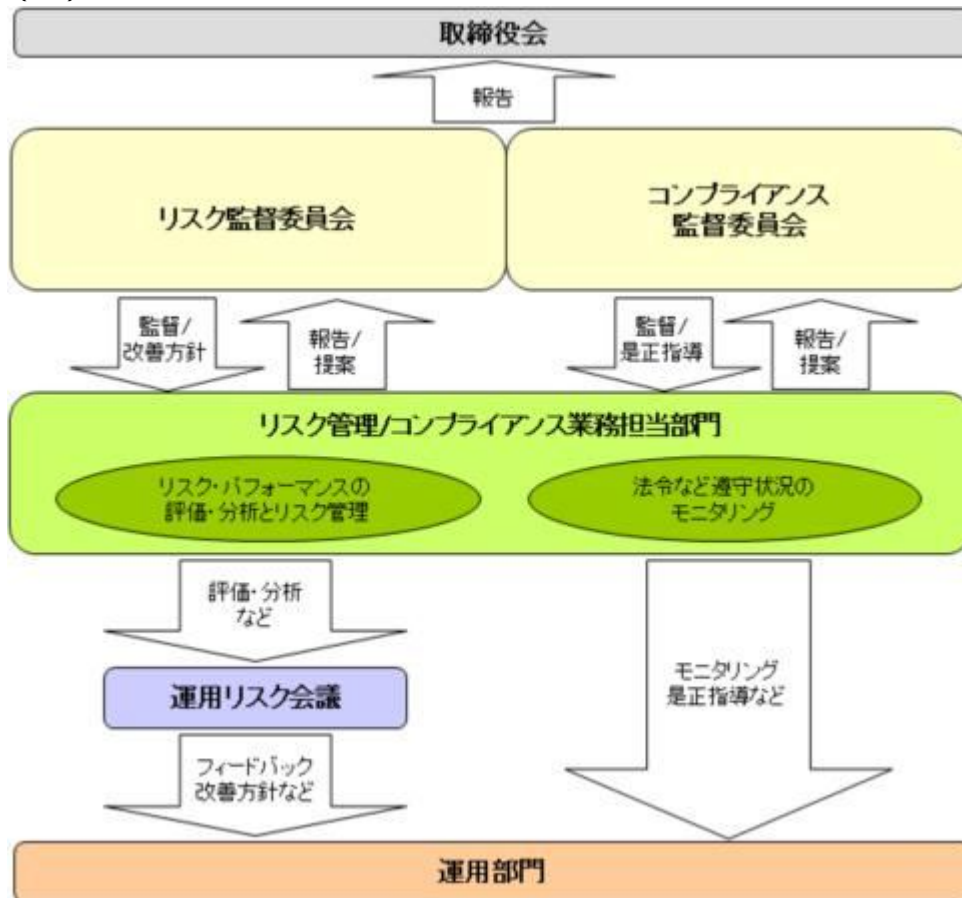 取締役会
報告
リスク監督委員会
コンプライアンス
監督委員会
監督/
改善方針
報告/
提案
監督/
是正指導
報告/
提案
リスク管理/コンプライアンス業務担当部門
リスク・パフォーマンスの
評価・分析とリスク管理
法令など遵守状況の
モニタリング
評価・分析
など
運用リスク会議
フィードバック
改善方針など
モニタリング
是正指導など
運用部門